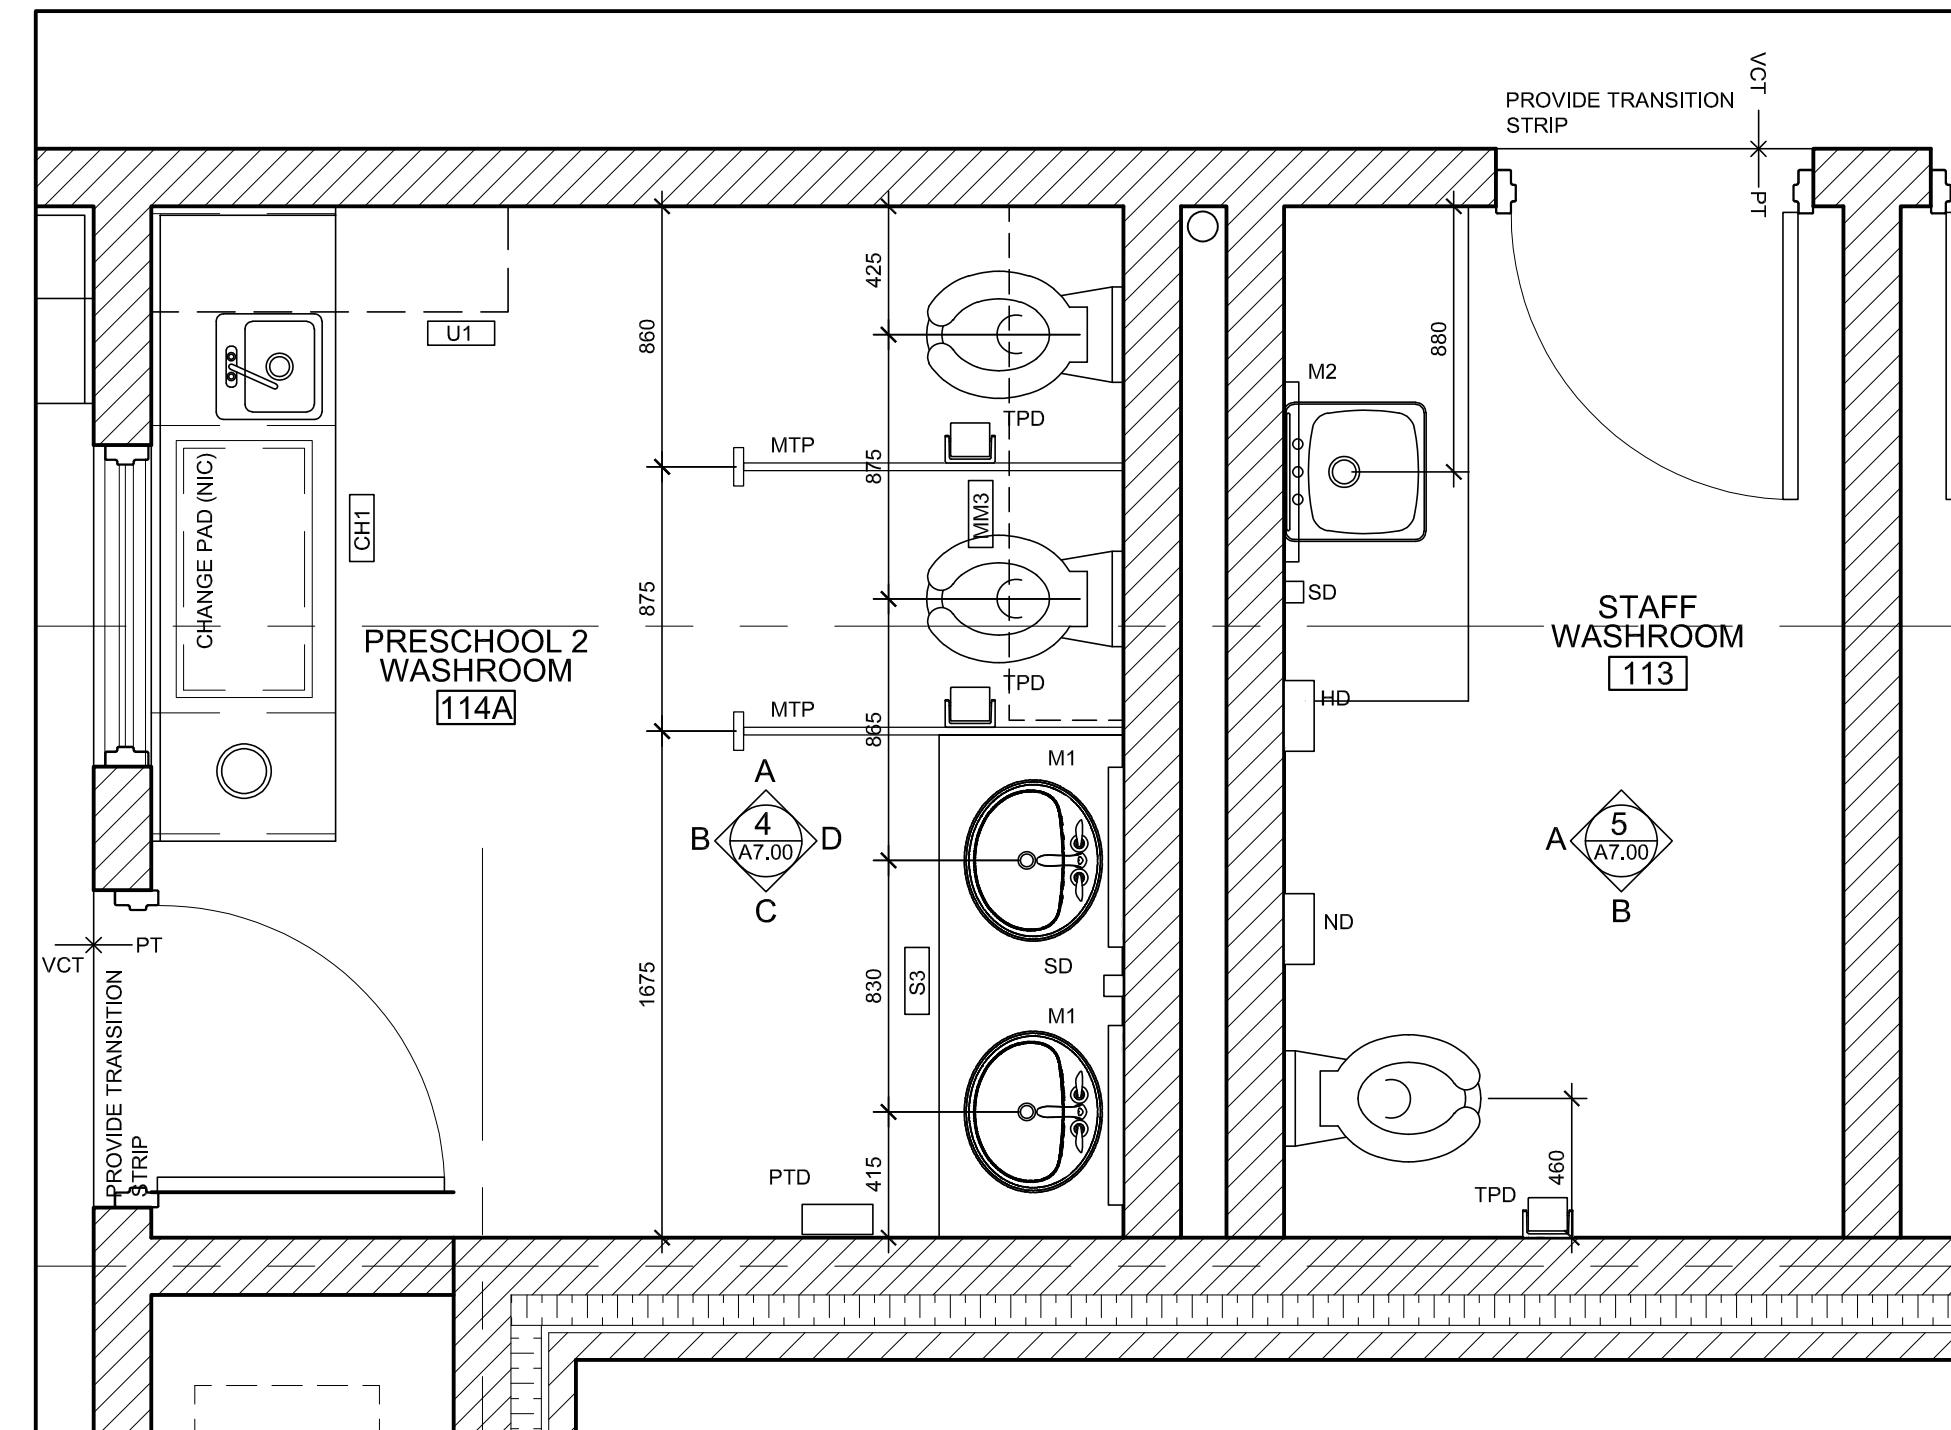 VCT
PROVIDE TRANSITION
STRIP
PT
425
U1
860
880
M2
TPD
MTP
875
CHANGE PAD (NIC)
CH1
MM3
SD
875
STAFF
WASHROOM
113
PRESCHOOL 2
WASHROOM
114A
TPD
HD
MTP
865
M1
A
B
4
A7.00
D
C
A
5
A7.00
B
ND
PT
VCT
SD
S3
830
1675
M1
PROVIDE TRANSITION
STRIP
PTD
415
460
TPD